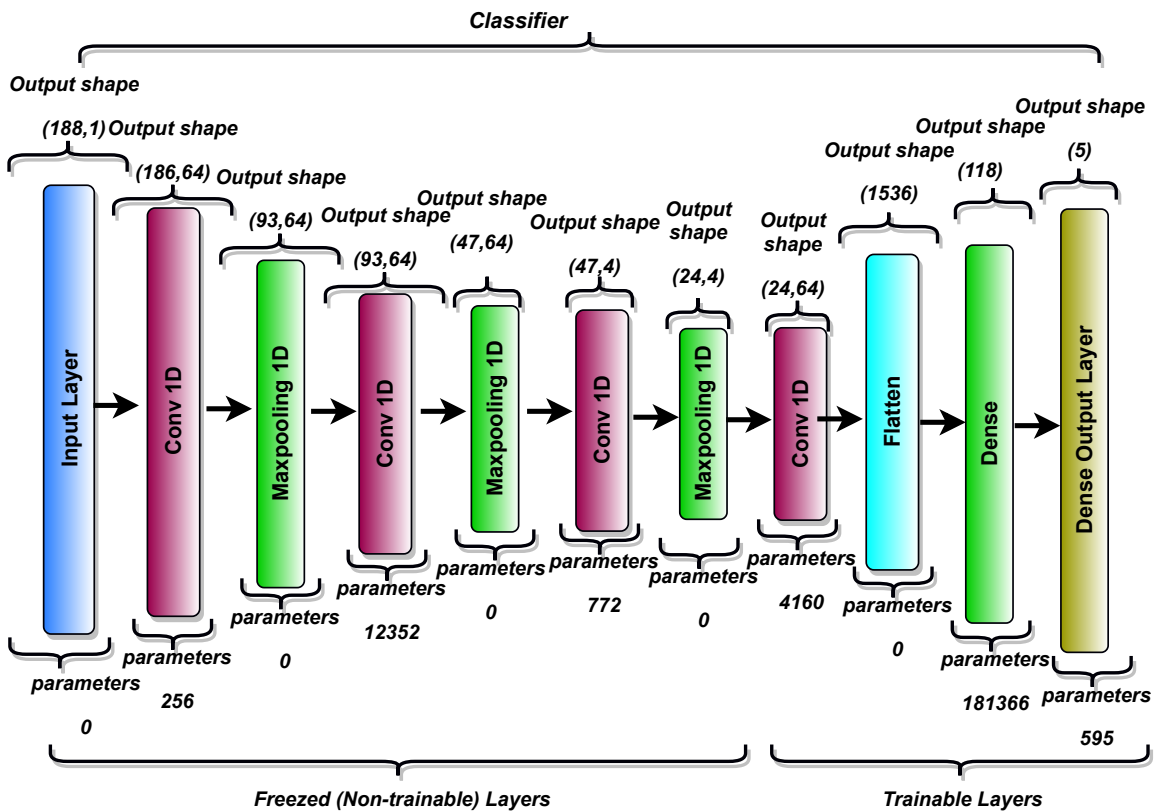 Classifier
Output shape
(188,1)
Input Layer
parameters
0
Output shape
(186,64)
Conv 1D
parameters
256
Output shape
(93,64)
Maxpooling 1D
parameters
0
Output shape
(93,64)
Conv 1D
parameters
12352
Output shape
(47,64)
Maxpooling 1D
parameters
0
Output shape
(47,4)
Conv 1D
parameters
772
Output
shape
(24,4)
Maxpooling 1D
parameters
0
Output
shape
(24,64)
Conv 1D
parameters
4160
Output shape
(1536)
Flatten
parameters
0
Output shape
(118)
Dense
parameters
181366
Output shape
(5)
Dense Output Layer
parameters
595
Freezed (Non-trainable) Layers
Trainable Layers